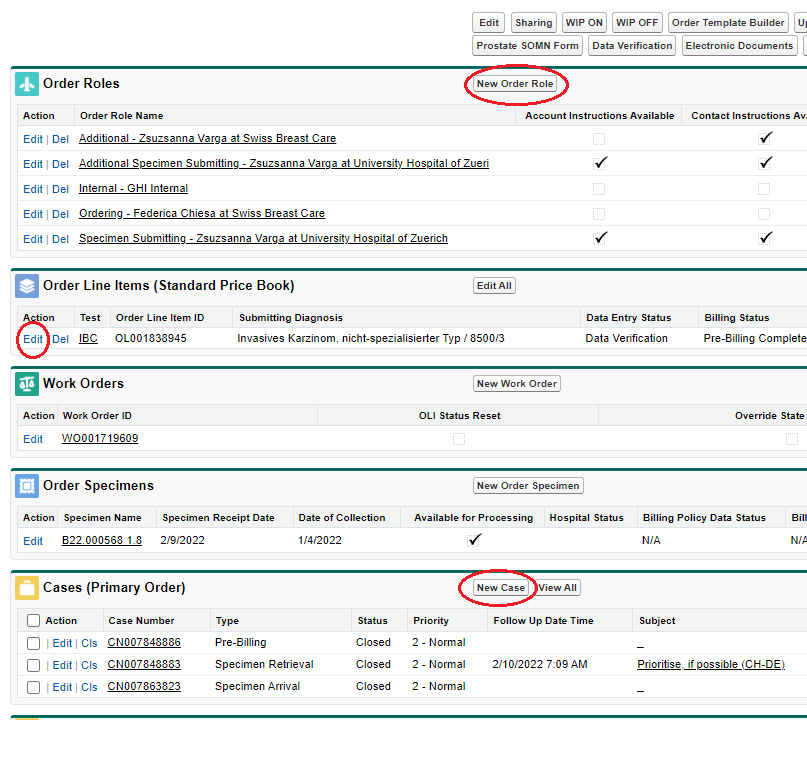 Edit Sharing WIP ON WIP OFF Order Template Builder
Prostate SOMN Form Data Verification Electronic Documents
Order Roles New Order Role
Action Order Role Name Account Instructions Available Contact Instructions Ava
Edit | Del Additional - Zsuzsanna Varga at Swiss Breast Care
Edit | Del Additional Specimen Submitting - Zsuzsanna Varga at University Hospital of Zueri
Edit | Del Internal - GHI Internal
Edit | Del Ordering - Federica Chiesa at Swiss Breast Care
Edit | Del Specimen Submitting - Zsuzsanna Varga at University Hospital of Zuerich
Order Line Items (Standard Price Book) Edit All
Action Test Order Line Item ID Submitting Diagnosis Data Entry Status Billing Status
Edit | Del IBC OL001838945 Invasives Karzinom, nicht-spezialisierter Typ / 8500/3 Data Verification Pre-Billing Complete
Work Orders New Work Order
Action Work Order ID OLI Status Reset Override State
Edit WO001719609
Order Specimens New Order Specimen
Action Specimen Name Specimen Receipt Date Date of Collection Available for Processing Hospital Status Billing Policy Data Status Bill
Edit B22.000568 1.8 2/9/2022 1/4/2022 N/A N/A
Cases (Primary Order) New Case View All
Action Case Number Type Status Priority Follow Up Date Time Subject
| Edit | Cls CN007848886 Pre-Billing Closed 2 - Normal _
| Edit | Cls CN007848883 Specimen Retrieval Closed 2 - Normal 2/10/2022 7:09 AM Prioritise, if possible (CH-DE)
| Edit | Cls CN007863823 Specimen Arrival Closed 2 - Normal _